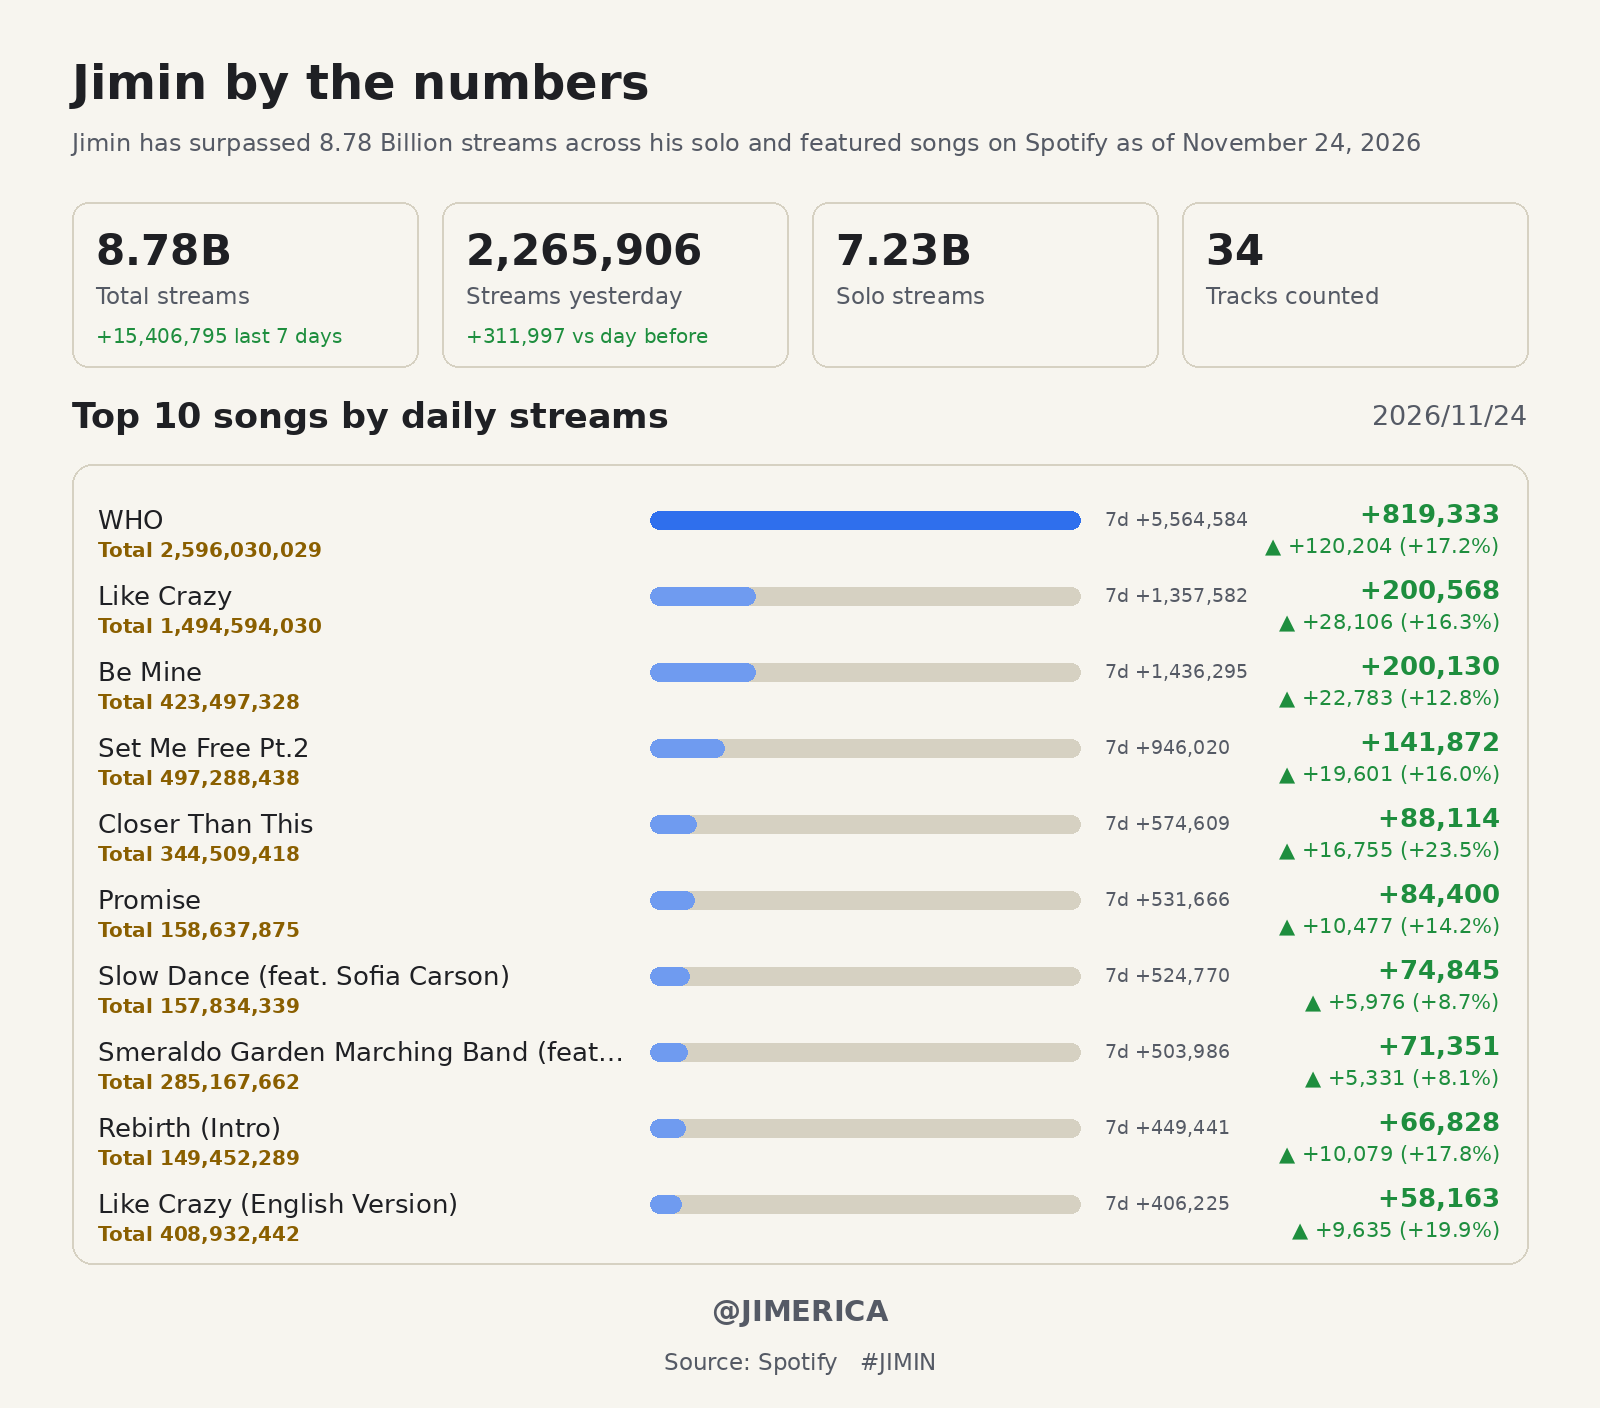 Jimin by the numbers
Jimin has surpassed 8.78 Billion streams across his solo and featured songs on Spotify as of November 24, 2026
8.78B
Total streams
+15,406,795 last 7 days
2,265,906
Streams yesterday
+311,997 vs day before
7.23B
Solo streams
34
Tracks counted
Top 10 songs by daily streams
2026/11/24
WHO
Total 2,596,030,029
7d +5,564,584
+819,333
▲ +120,204 (+17.2%)
Like Crazy
Total 1,494,594,030
7d +1,357,582
+200,568
▲ +28,106 (+16.3%)
Be Mine
Total 423,497,328
7d +1,436,295
+200,130
▲ +22,783 (+12.8%)
Set Me Free Pt.2
Total 497,288,438
7d +946,020
+141,872
▲ +19,601 (+16.0%)
Closer Than This
Total 344,509,418
7d +574,609
+88,114
▲ +16,755 (+23.5%)
Promise
Total 158,637,875
7d +531,666
+84,400
▲ +10,477 (+14.2%)
Slow Dance (feat. Sofia Carson)
Total 157,834,339
7d +524,770
+74,845
▲ +5,976 (+8.7%)
Smeraldo Garden Marching Band (feat...
Total 285,167,662
7d +503,986
+71,351
▲ +5,331 (+8.1%)
Rebirth (Intro)
Total 149,452,289
7d +449,441
+66,828
▲ +10,079 (+17.8%)
Like Crazy (English Version)
Total 408,932,442
7d +406,225
+58,163
▲ +9,635 (+19.9%)
@JIMERICA
Source: Spotify #JIMIN